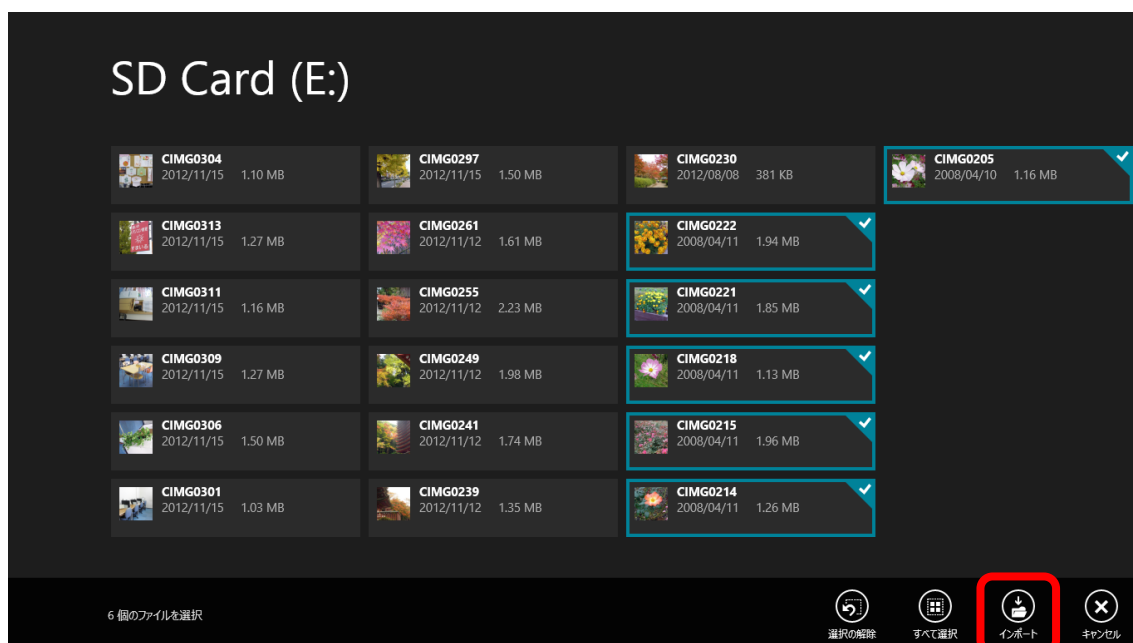 SD Card (E:)
CIMG0304
2012/11/15 1.10 MB
CIMG0313
2012/11/15 1.27 MB
CIMG0311
2012/11/15 1.16 MB
CIMG0309
2012/11/15 1.27 MB
CIMG0306
2012/11/15 1.50 MB
CIMG0301
2012/11/15 1.03 MB
CIMG0297
2012/11/15 1.50 MB
CIMG0261
2012/11/12 1.61 MB
CIMG0255
2012/11/12 2.23 MB
CIMG0249
2012/11/12 1.98 MB
CIMG0241
2012/11/12 1.74 MB
CIMG0239
2012/11/12 1.35 MB
CIMG0230
2012/08/08 381 KB
CIMG0222
2008/04/11 1.94 MB
CIMG0221
2008/04/11 1.85 MB
CIMG0218
2008/04/11 1.13 MB
CIMG0215
2008/04/11 1.96 MB
CIMG0214
2008/04/11 1.26 MB
CIMG0205
2008/04/10 1.16 MB
6 個のファイルを選択
選択の解除
すべて選択
インポート
キャンセル